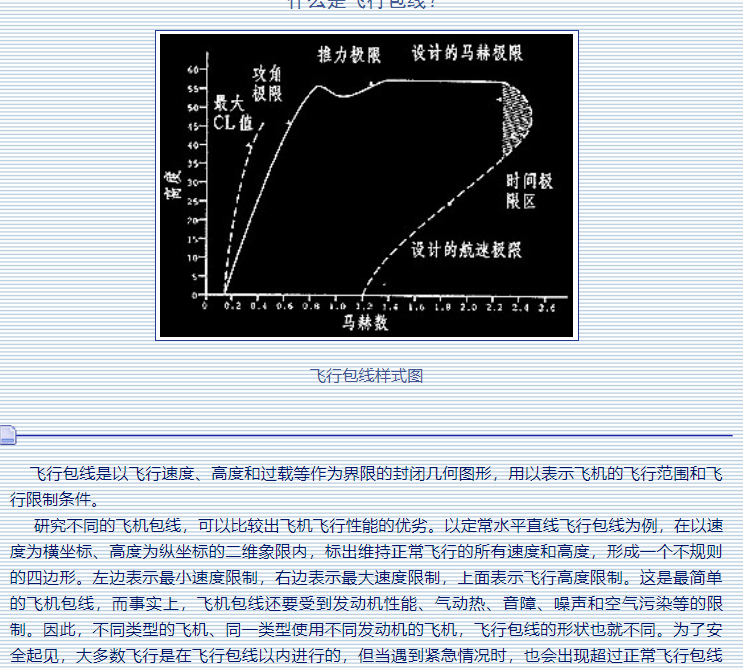 什么是飞行包线？
推力极限 设计的马赫极限
攻角
极限
最大
CL值
60
55
50
45
40
35
30
25
20
15
10
5
0
高度
时间极
限区
设计的航速极限
0 0.2 0.4 0.6 0.8 1.0 1.2 1.4 1.6 1.8 2.0 2.2 2.4 2.6
马赫数
飞行包线样式图
飞行包线是以飞行速度、高度和过载等作为界限的封闭几何图形，用以表示飞机的飞行范围和飞
行限制条件。
研究不同的飞机包线，可以比较出飞机飞行性能的优劣。以定常水平直线飞行包线为例，在以速
度为横坐标、高度为纵坐标的二维象限内，标出维持正常飞行的所有速度和高度，形成一个不规则
的四边形。左边表示最小速度限制，右边表示最大速度限制，上面表示飞行高度限制。这是最简单
的飞机包线，而事实上，飞机包线还要受到发动机性能、气动热、音障、噪声和空气污染等的限
制。因此，不同类型的飞机、同一类型使用不同发动机的飞机，飞行包线的形状也就不同。为了安
全起见，大多数飞行是在飞行包线以内进行的，但当遇到紧急情况时，也会出现超过正常飞行包线